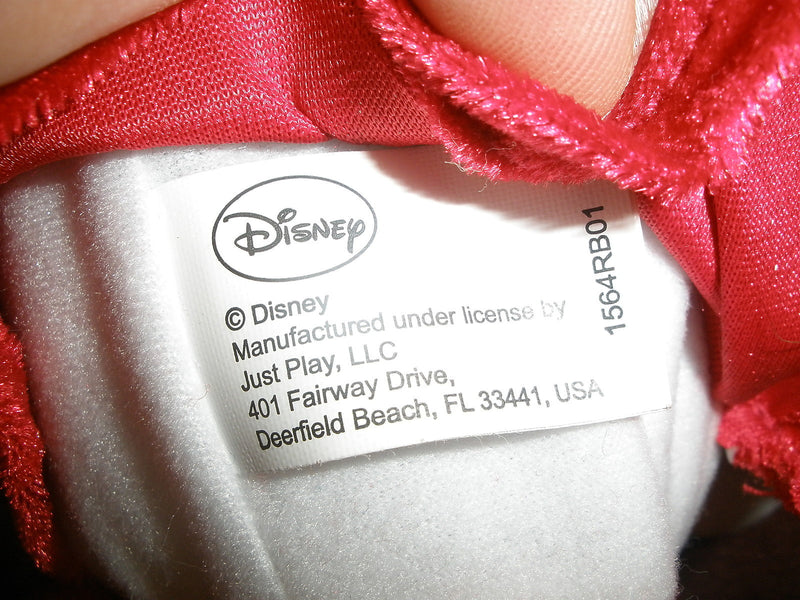 Disney
© Disney
Manufactured under license by
Just Play, LLC
401 Fairway Drive,
Deerfield Beach, FL 33441, USA
1564RB01